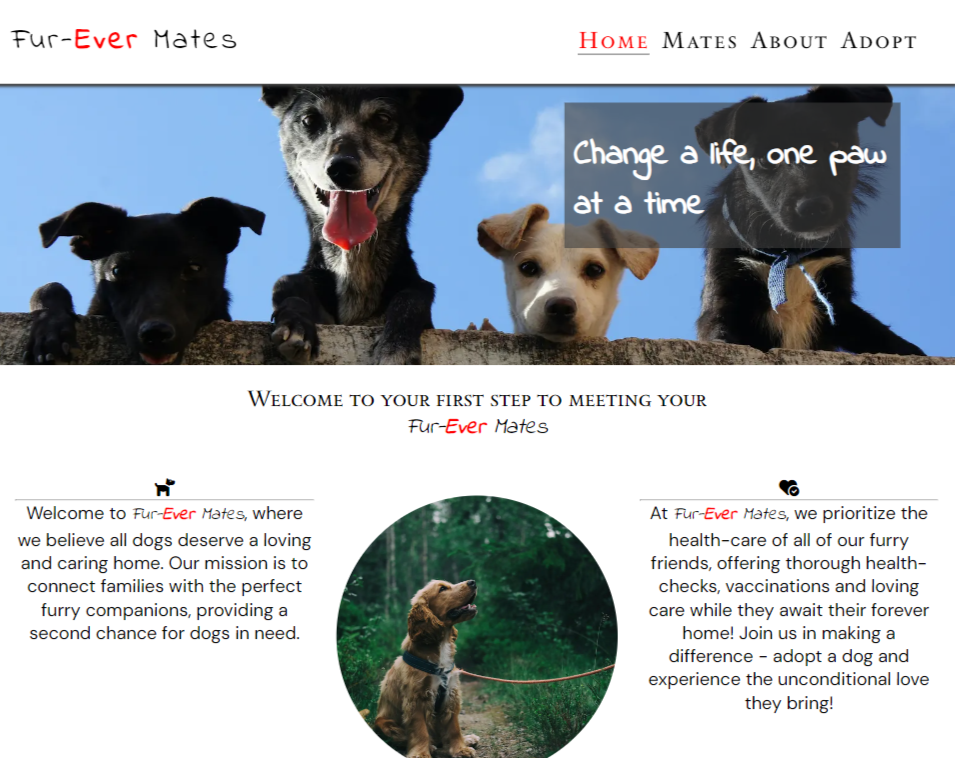 Fur-Ever Mates
Home Mates About Adopt
Change a life, one paw
at a time
Welcome to your first step to meeting your
Fur-Ever Mates
Welcome to Fur-Ever Mates, where
we believe all dogs deserve a loving
and caring home. Our mission is to
connect families with the perfect
furry companions, providing a
second chance for dogs in need.
At Fur-Ever Mates, we prioritize the
health-care of all of our furry
friends, offering thorough health-
checks, vaccinations and loving
care while they await their forever
home! Join us in making a
difference - adopt a dog and
experience the unconditional love
they bring!